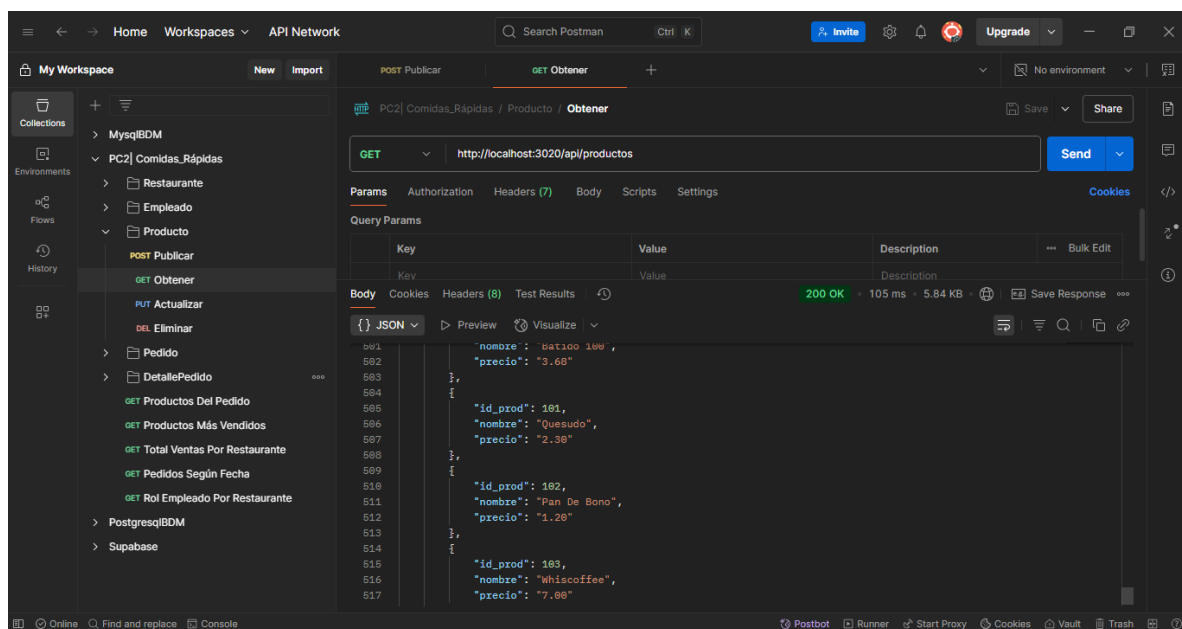 Home Workspaces API Network Search Postman Ctrl K Invite Upgrade
My Workspace New Import POST Publicar GET Obtener No environment
Collections
Environments
Flows
History
MysqlBDM
PC2| Comidas_Rápidas
Restaurante
Empleado
Producto
POST Publicar
GET Obtener
PUT Actualizar
DEL Eliminar
Pedido
DetallePedido
GET Productos Del Pedido
GET Productos Más Vendidos
GET Total Ventas Por Restaurante
GET Pedidos Según Fecha
GET Rol Empleado Por Restaurante
PostgresqlBDM
Supabase
HTTP PC2| Comidas_Rápidas / Producto / Obtener Save Share
GET http://localhost:3020/api/productos Send
Params Authorization Headers (7) Body Scripts Settings Cookies
Query Params
Key Value Description Bulk Edit
Key Value Description
Body Cookies Headers (8) Test Results 200 OK 105 ms 5.84 KB Save Response
{} JSON Preview Visualize
501 "nombre": "Batido 100",
502 "precio": "3.68"
503 },
504 {
505 "id_prod": 101,
506 "nombre": "Quesudo",
507 "precio": "2.30"
508 },
509 {
510 "id_prod": 102,
511 "nombre": "Pan De Bono",
512 "precio": "1.20"
513 },
514 {
515 "id_prod": 103,
516 "nombre": "Whiscoffee",
517 "precio": "7.00"
Online Find and replace Console Postbot Runner Start Proxy Cookies Vault Trash